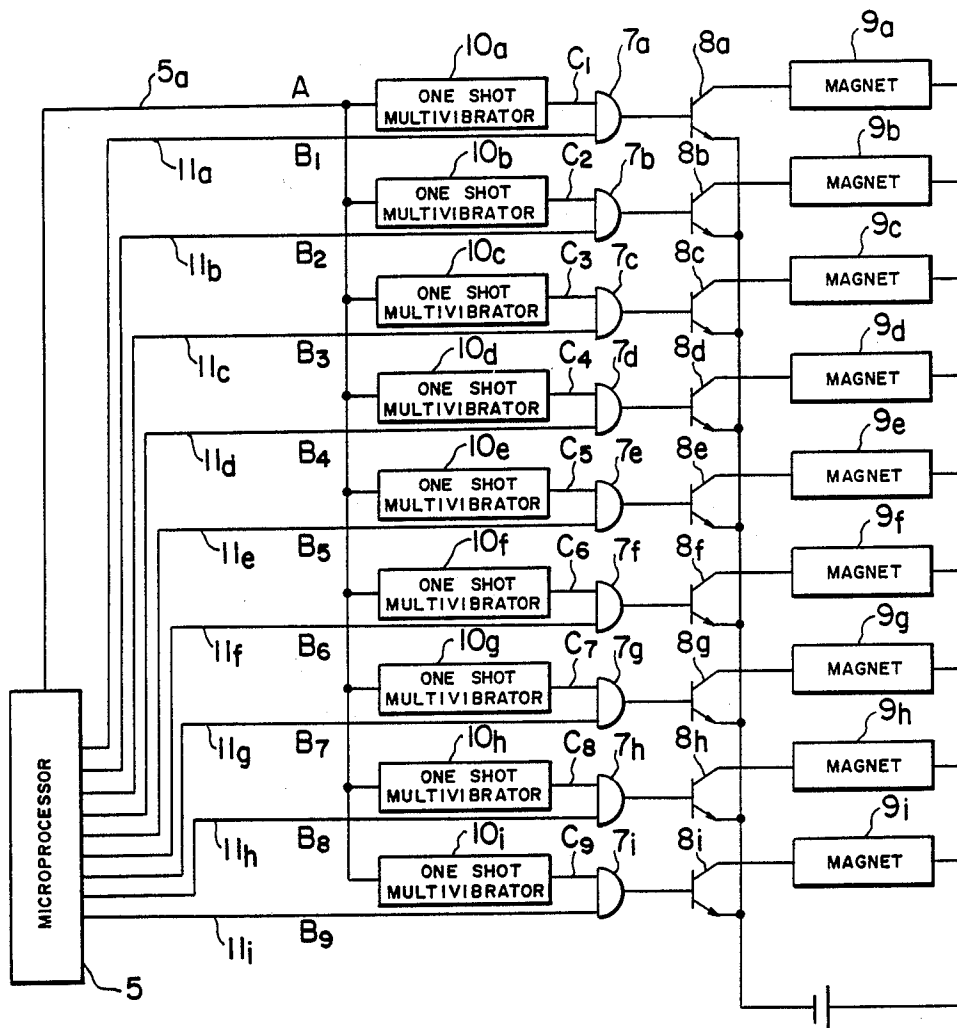 5a
A
10a
C1
7a
8a
9a
ONE SHOT
MULTIVIBRATOR
MAGNET
11a
B1
10b
C2
7b
8b
9b
ONE SHOT
MULTIVIBRATOR
MAGNET
11b
B2
10c
C3
7c
8c
9c
ONE SHOT
MULTIVIBRATOR
MAGNET
11c
B3
10d
C4
7d
8d
9d
ONE SHOT
MULTIVIBRATOR
MAGNET
11d
B4
10e
C5
7e
8e
9e
ONE SHOT
MULTIVIBRATOR
MAGNET
11e
B5
10f
C6
7f
8f
9f
ONE SHOT
MULTIVIBRATOR
MAGNET
11f
B6
10g
C7
7g
8g
9g
ONE SHOT
MULTIVIBRATOR
MAGNET
11g
B7
10h
C8
7h
8h
9h
ONE SHOT
MULTIVIBRATOR
MAGNET
11h
B8
10i
C9
7i
8i
9i
ONE SHOT
MULTIVIBRATOR
MAGNET
11i
B9
MICROPROCESSOR
5